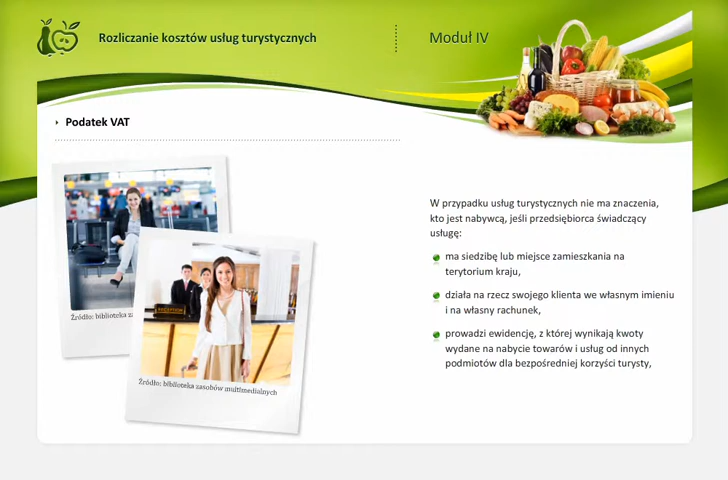 Rozliczanie kosztów usług turystycznych
Moduł IV
Podatek VAT
W przypadku usług turystycznych nie ma znaczenia,
kto jest nabywcą, jeśli przedsiębiorca świadczący
usługę:
ma siedzibę lub miejsce zamieszkania na
terytorium kraju,
działa na rzecz swojego klienta we własnym imieniu
i na własny rachunek,
prowadzi ewidencję, z której wynikają kwoty
wydane na nabycie towarów i usług od innych
podmiotów dla bezpośredniej korzyści turysty,
Źródło: biblioteka za
RECEPTION
Źródło: biblioteka zasobów multimedialnych